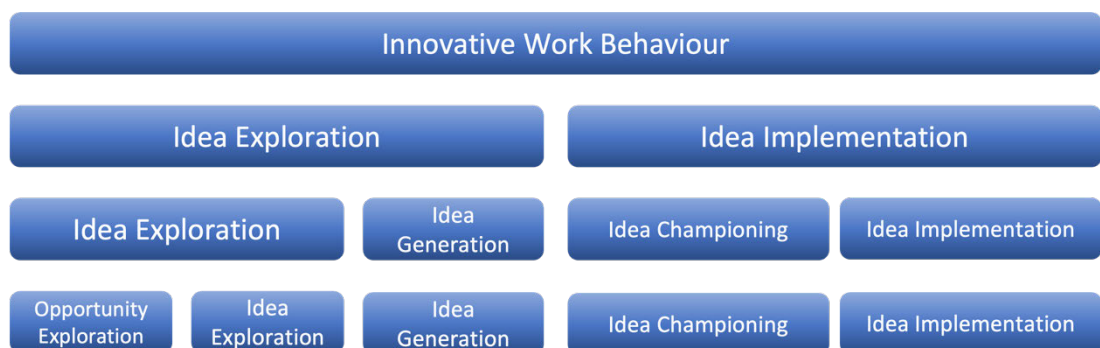 Innovative Work Behaviour
Idea Exploration
Idea Implementation
Idea Exploration
Idea
Generation
Idea Championing
Idea Implementation
Opportunity
Exploration
Idea
Exploration
Idea
Generation
Idea Championing
Idea Implementation